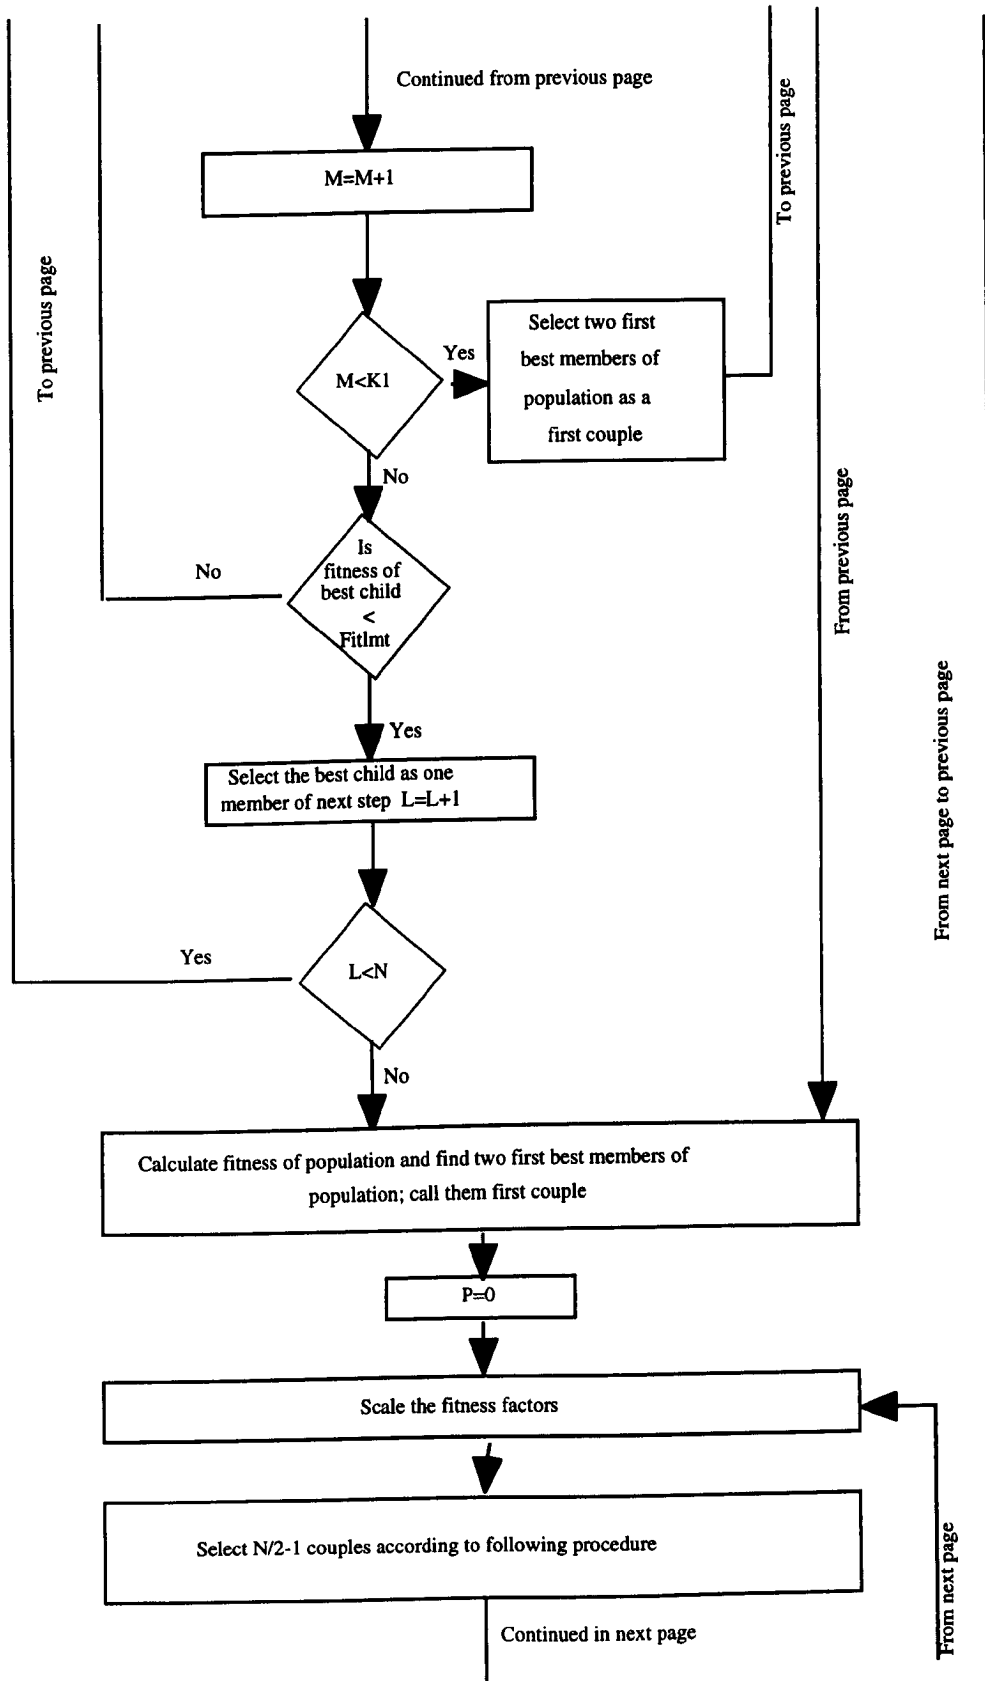 Continued from previous page
M=M+1
To previous page
To previous page
Select two first
best members of
population as a
first couple
Yes
M<K1
No
Is
fitness of
best child
<
Fitlmt
No
From previous page
Yes
Select the best child as one
member of next step L=L+1
From next page to previous page
Yes
L<N
No
Calculate fitness of population and find two first best members of
population; call them first couple
P=0
Scale the fitness factors
Select N/2-1 couples according to following procedure
From next page
Continued in next page